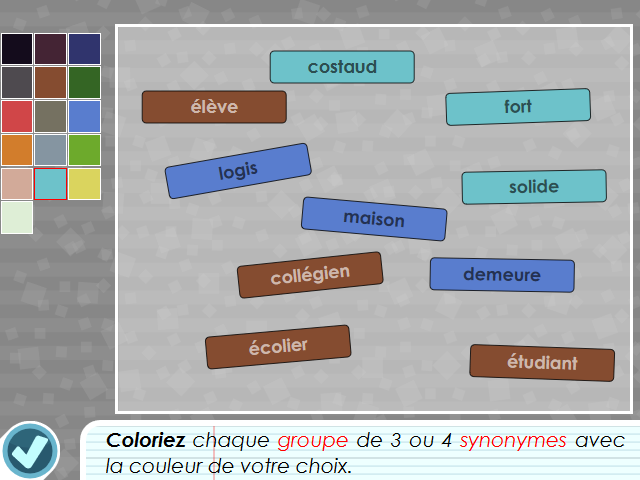 costaud
élève
fort
logis
solide
maison
collégien
demeure
écolier
étudiant
Coloriez chaque groupe de 3 ou 4 synonymes avec
la couleur de votre choix.